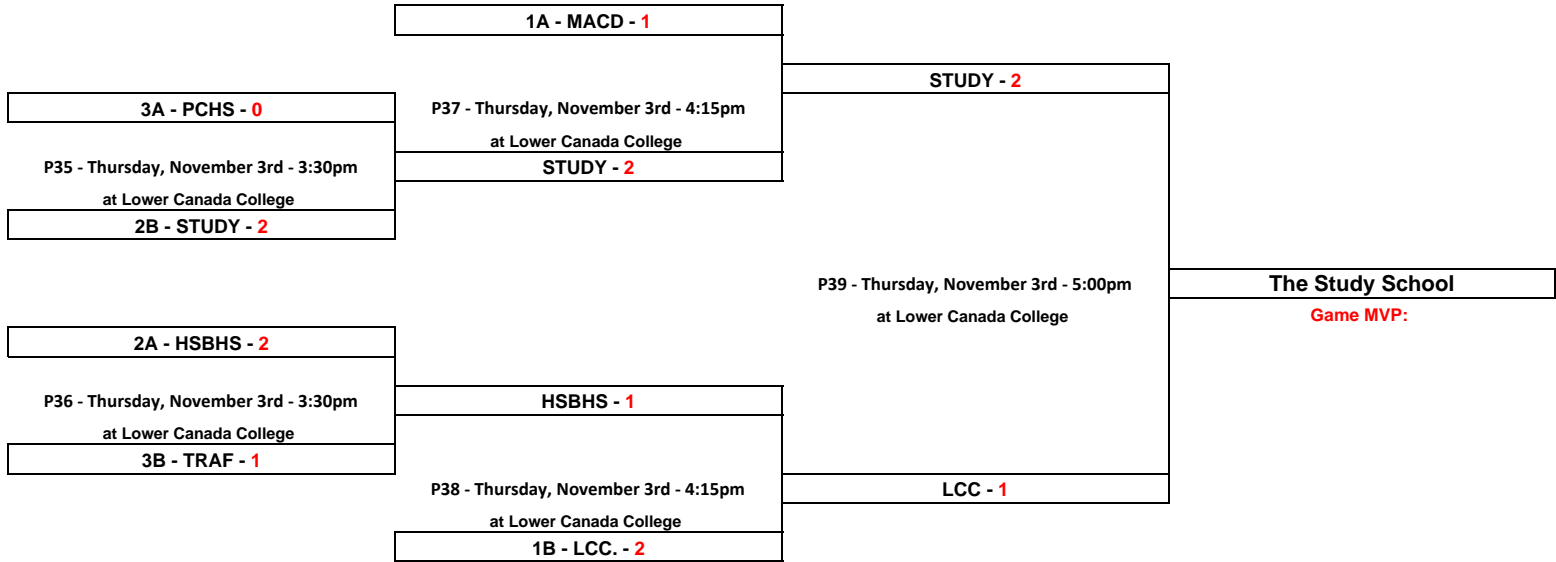 1A - MACD - 1
STUDY - 2
3A - PCHS - 0
P37 - Thursday, November 3rd - 4:15pm
at Lower Canada College
P35 - Thursday, November 3rd - 3:30pm
STUDY - 2
at Lower Canada College
2B - STUDY - 2
P39 - Thursday, November 3rd - 5:00pm
The Study School
at Lower Canada College
Game MVP:
2A - HSBHS - 2
P36 - Thursday, November 3rd - 3:30pm
HSBHS - 1
at Lower Canada College
3B - TRAF - 1
P38 - Thursday, November 3rd - 4:15pm
LCC - 1
at Lower Canada College
1B - LCC. - 2